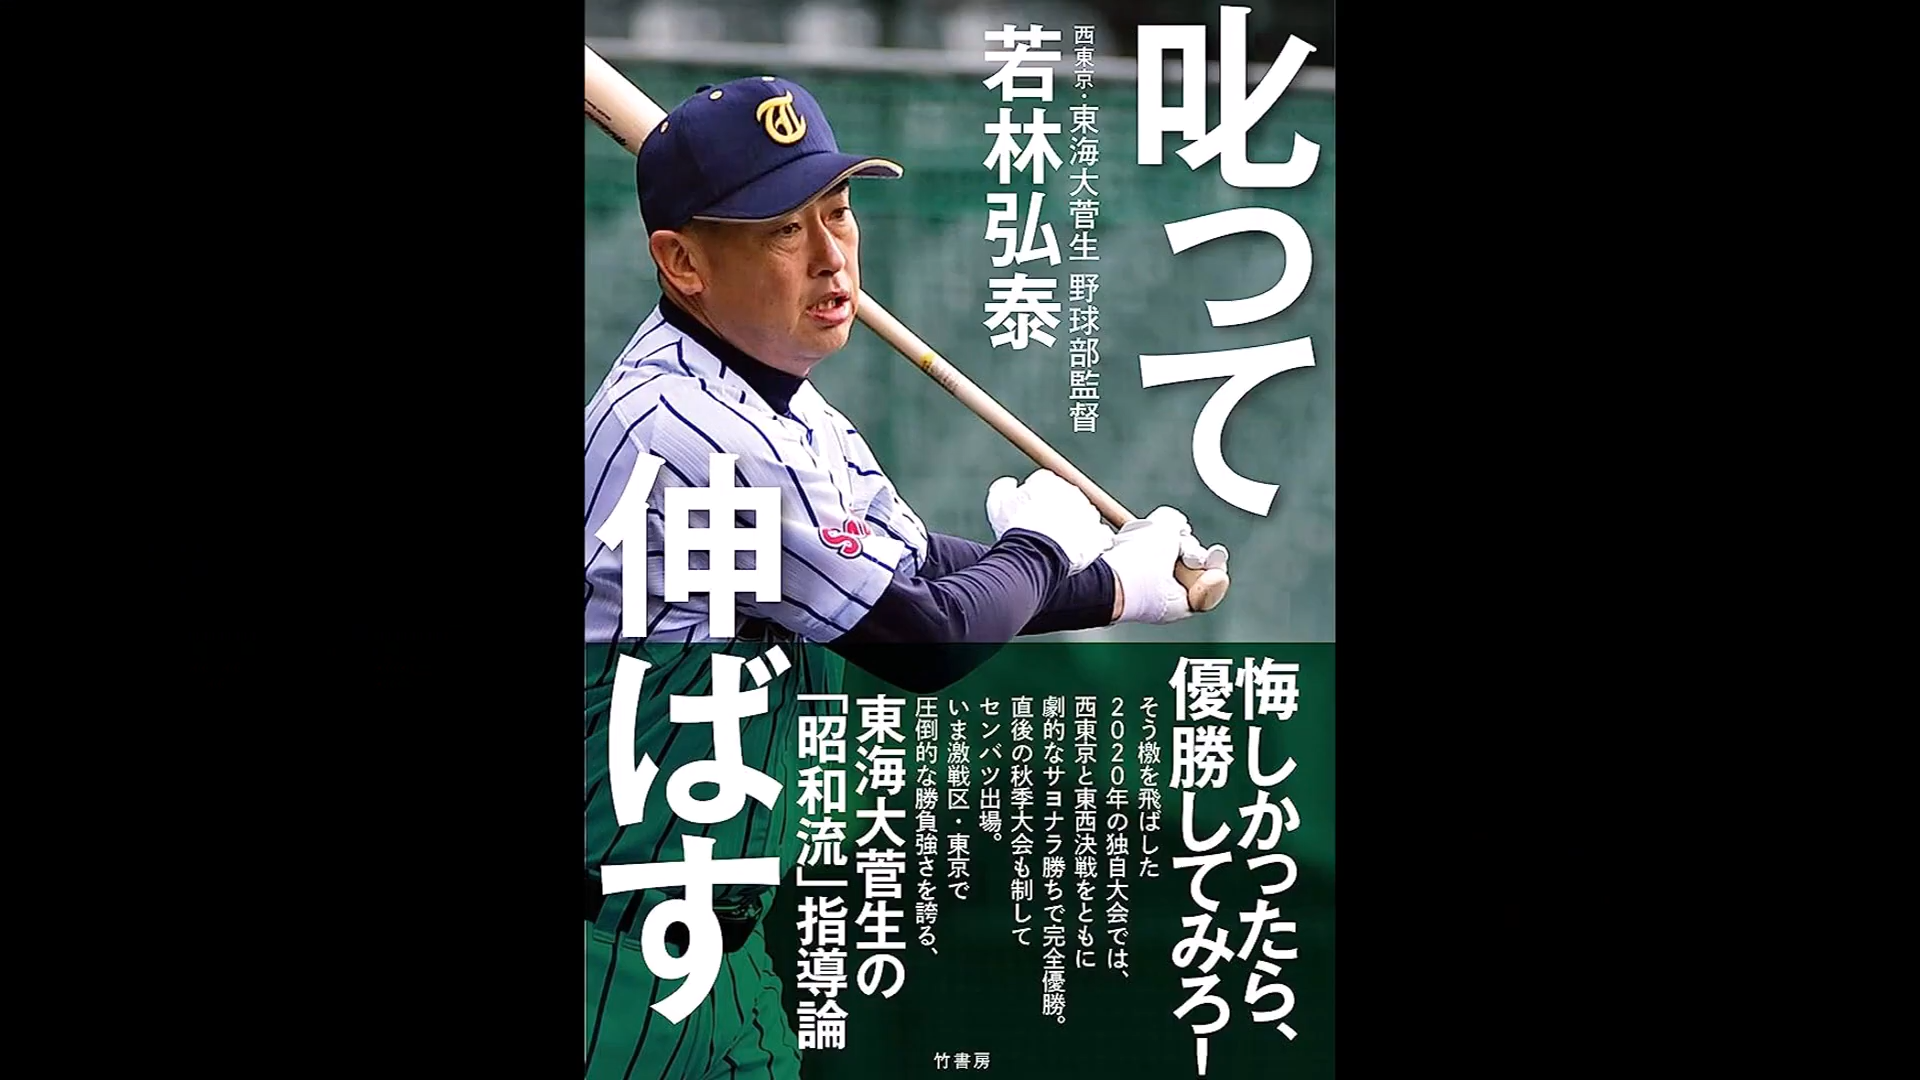 叱って
伸ばす
西東京・東海大菅生 野球部監督
若林弘泰
悔しかったら、
優勝してみろー
そう檄を飛ばした
2020年の独自大会では、
西東京と東西決戦をともに
劇的なサヨナラ勝ちで完全優勝。
直後の秋季大会も制して
センバツ出場。
いま激戦区・東京で
圧倒的な勝負強さを誇る、
東海大菅生の
「昭和流」指導論
竹書房